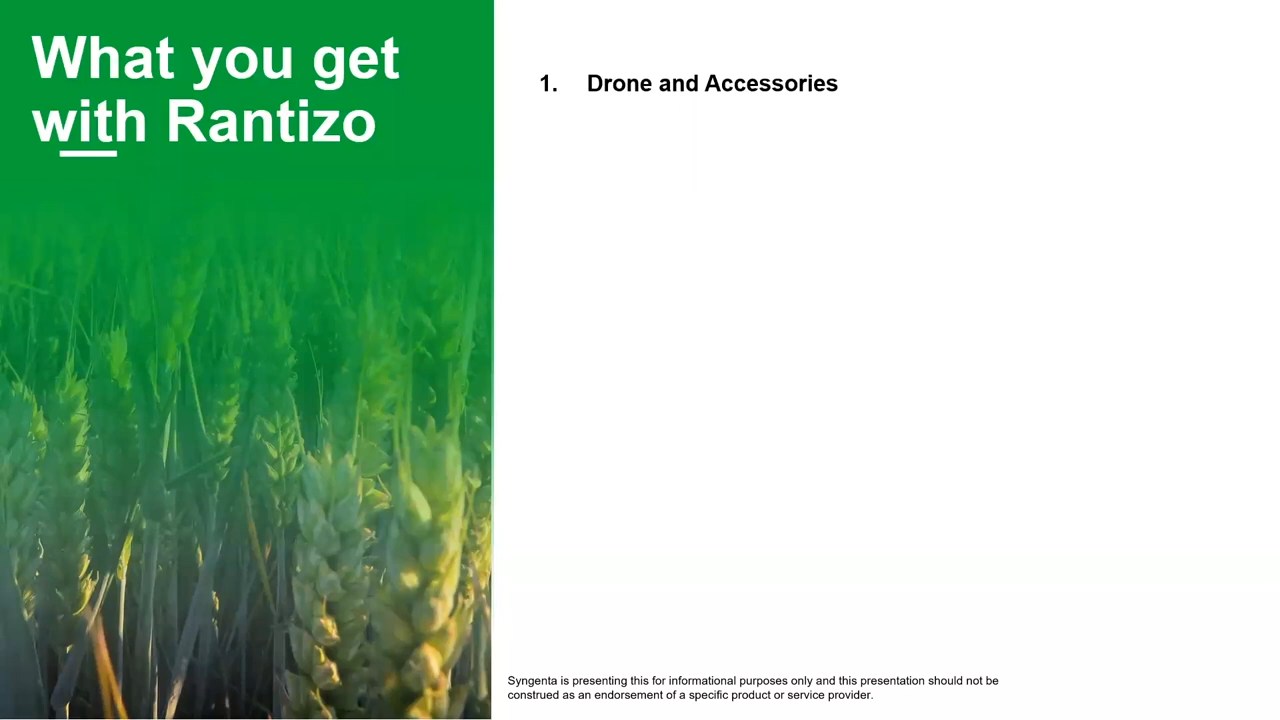 What you get
with Rantizo
1. Drone and Accessories
Syngenta is presenting this for informational purposes only and this presentation should not be
construed as an endorsement of a specific product or service provider.